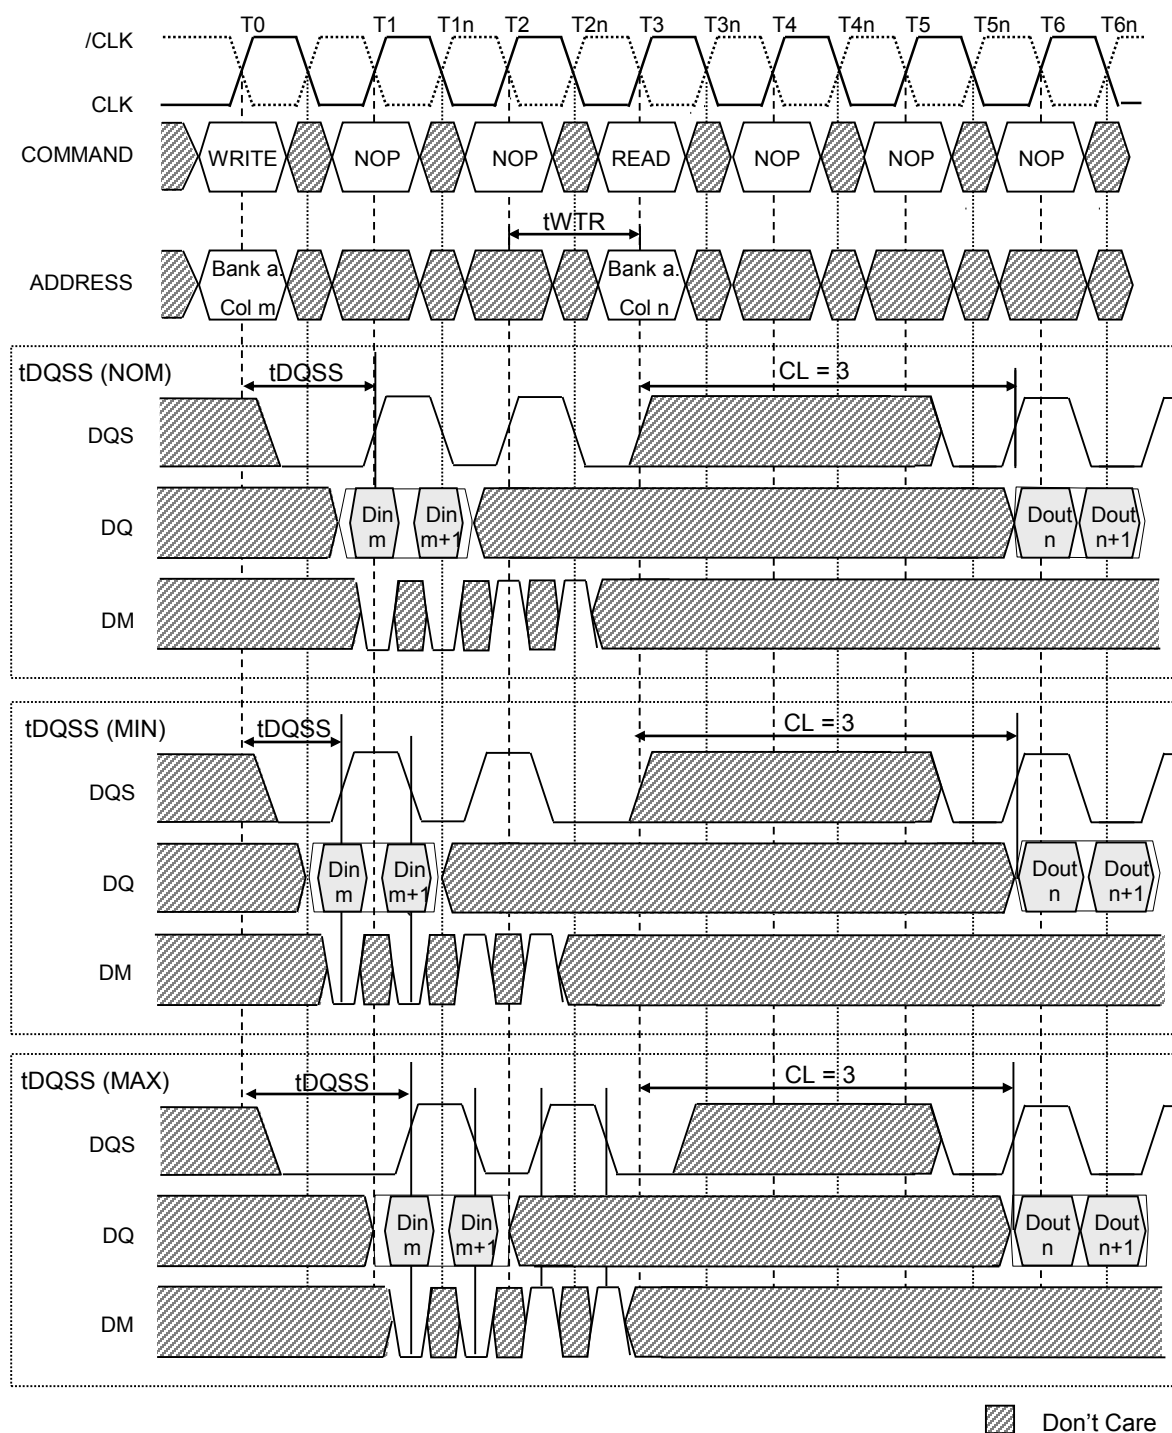 T0 T1 T1n T2 T2n T3 T3n T4 T4n T5 T5n T6 T6n
/CLK
CLK
COMMAND WRITE NOP NOP READ NOP NOP NOP
tWTR
ADDRESS Bank a. Col m Bank a. Col n
tDQSS (NOM) tDQSS CL = 3
DQS
DQ Din m Din m+1 Dout n Dout n+1
DM
tDQSS (MIN) tDQSS CL = 3
DQS
DQ Din m Din m+1 Dout n Dout n+1
DM
tDQSS (MAX) tDQSS CL = 3
DQS
DQ Din m Din m+1 Dout n Dout n+1
DM
Don't Care